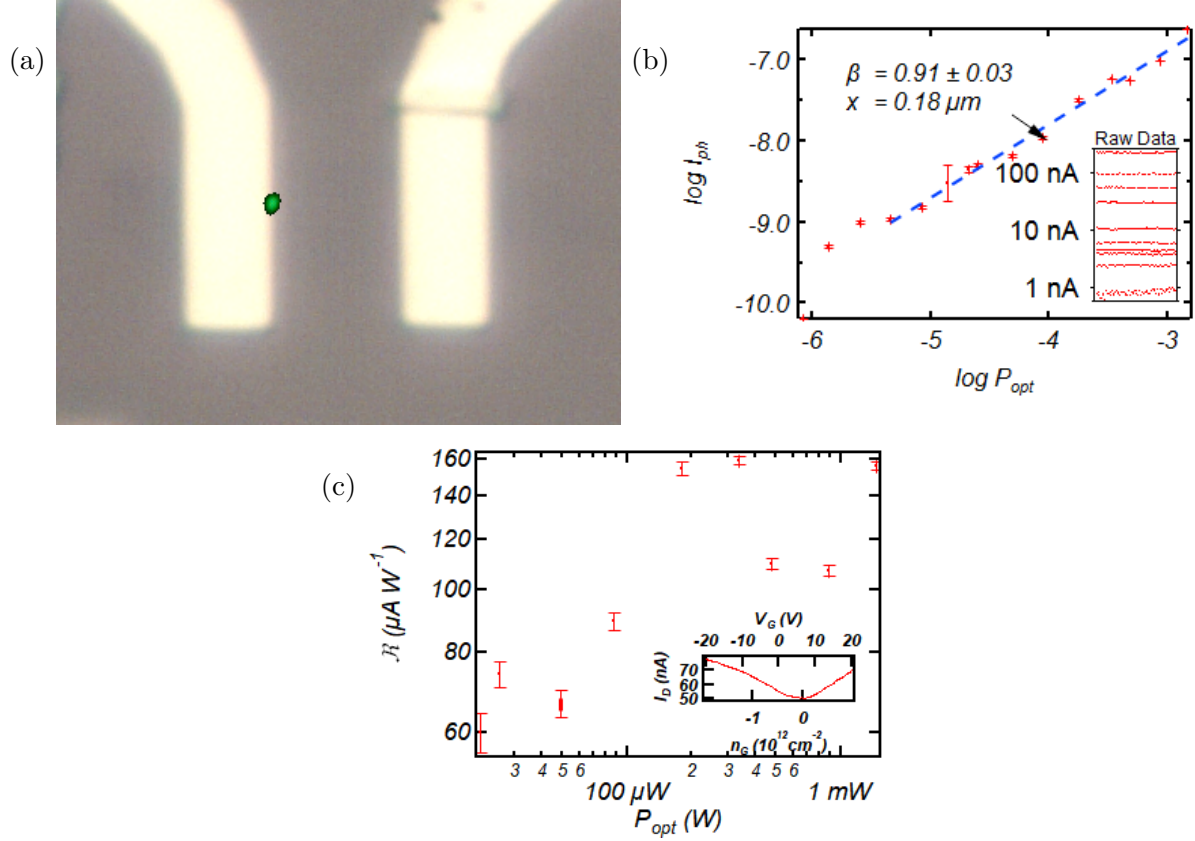 (a)
(b)
-7.0
-8.0
-9.0
-10.0
log I_ph
β = 0.91 ± 0.03
x = 0.18 μm
Raw Data
100 nA
10 nA
1 nA
-6 -5 -4 -3
log P_opt
(c)
160
140
120
100
80
60
ℛ (μA W⁻¹)
V_G (V)
-20 -10 0 10 20
I_D (nA)
70
60
50
-1 0
n_G (10¹² cm⁻²)
3 4 5 6 2 3 4 5 6
100 μW 1 mW
P_opt (W)